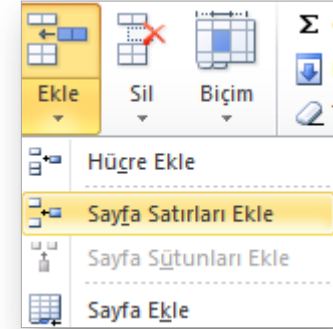 Σ
Ekle Sil Biçim
Hücre Ekle
Sayfa Satırları Ekle
Sayfa Sütunları Ekle
Sayfa Ekle